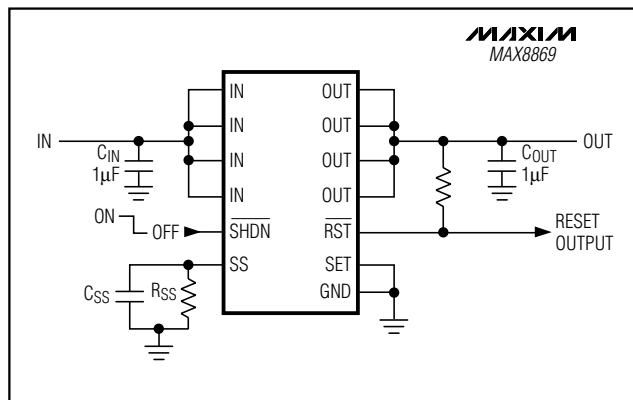 MAXIM
MAX8869
IN OUT
IN OUT
IN OUT
IN OUT
IN
OUT
CIN
1µF
COUT
1µF
ON
OFF
SHDN
RST
RESET
OUTPUT
SS
SET
GND
CSS
RSS